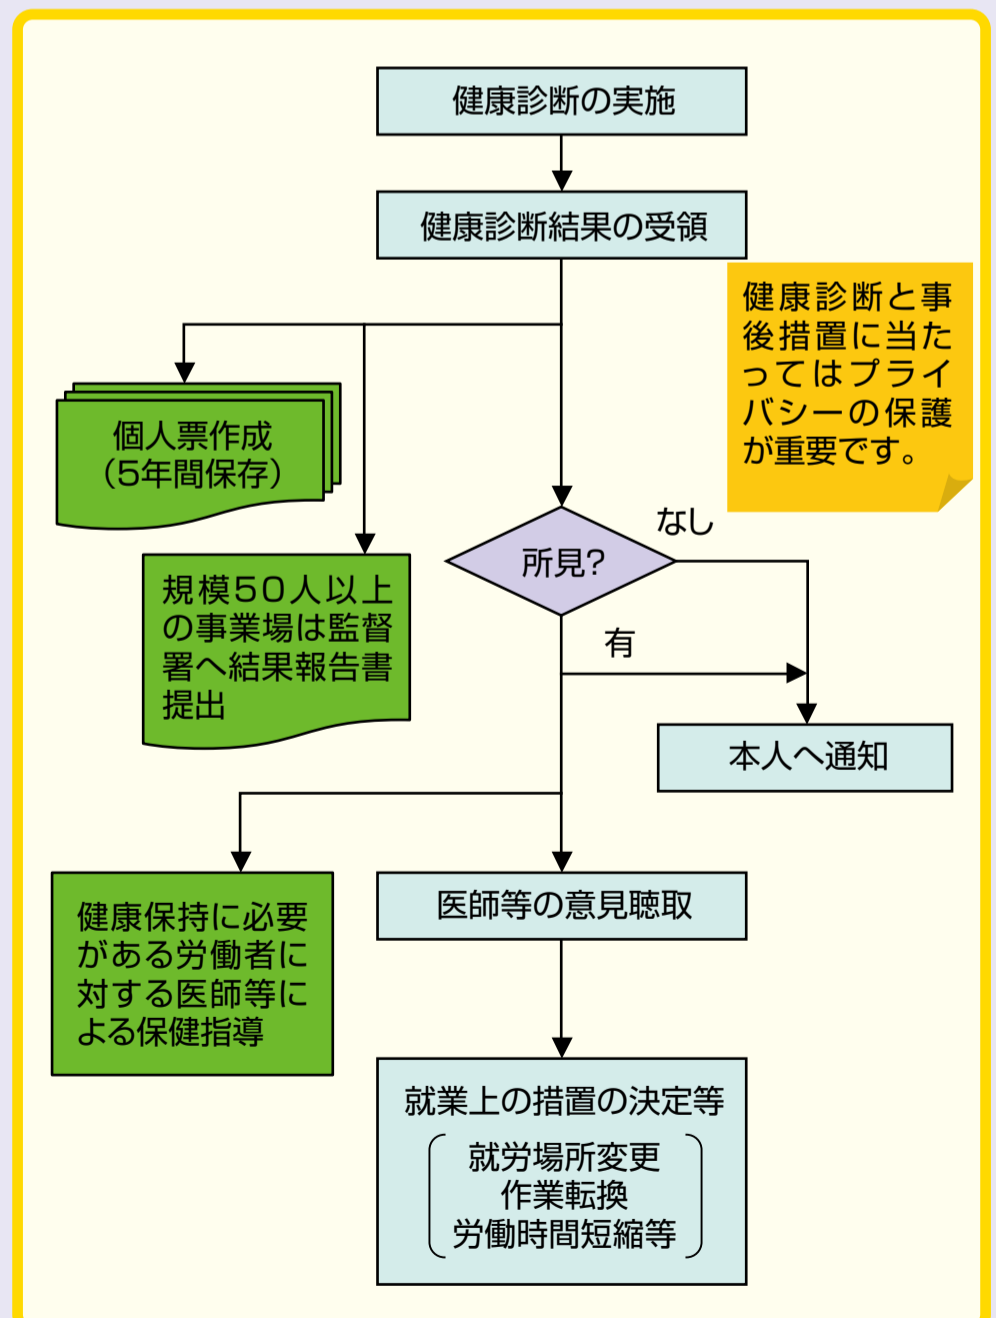 健康診断の実施
健康診断結果の受領
健康診断と事
後措置に当た
ってはプライ
バシーの保護
が重要です。
個人票作成
（5年間保存）
なし
所見？
規模50人以上
の事業場は監督
署へ結果報告書
提出
有
本人へ通知
健康保持に必要
がある労働者に
対する医師等に
よる保健指導
医師等の意見聴取
就業上の措置の決定等
就労場所変更
作業転換
労働時間短縮等